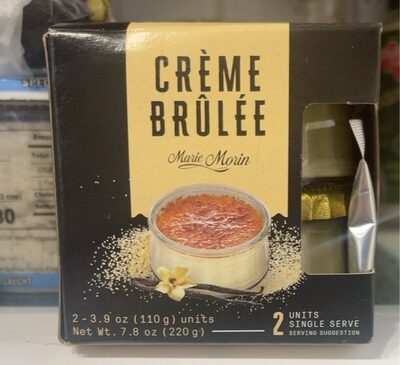 CRÈME
BRÛLÉE
Marie Morin
2 - 3.9 oz (110 g) units
Net Wt. 7.8 oz (220 g)
2 UNITS
SINGLE SERVE
SERVING SUGGESTION
CAUGHT